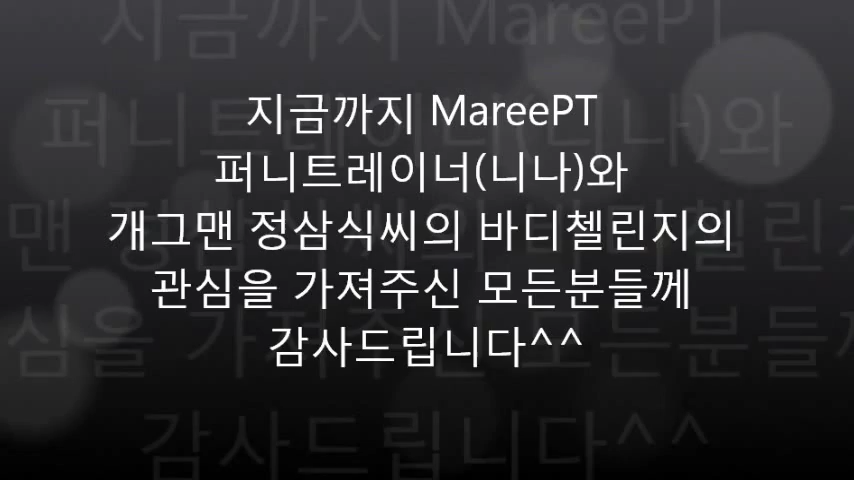 지금까지 MareePT
퍼니트레이너(니나)와
개그맨 정삼식씨의 바디첼린지의
관심을 가져주신 모든분들께
감사드립니다^^